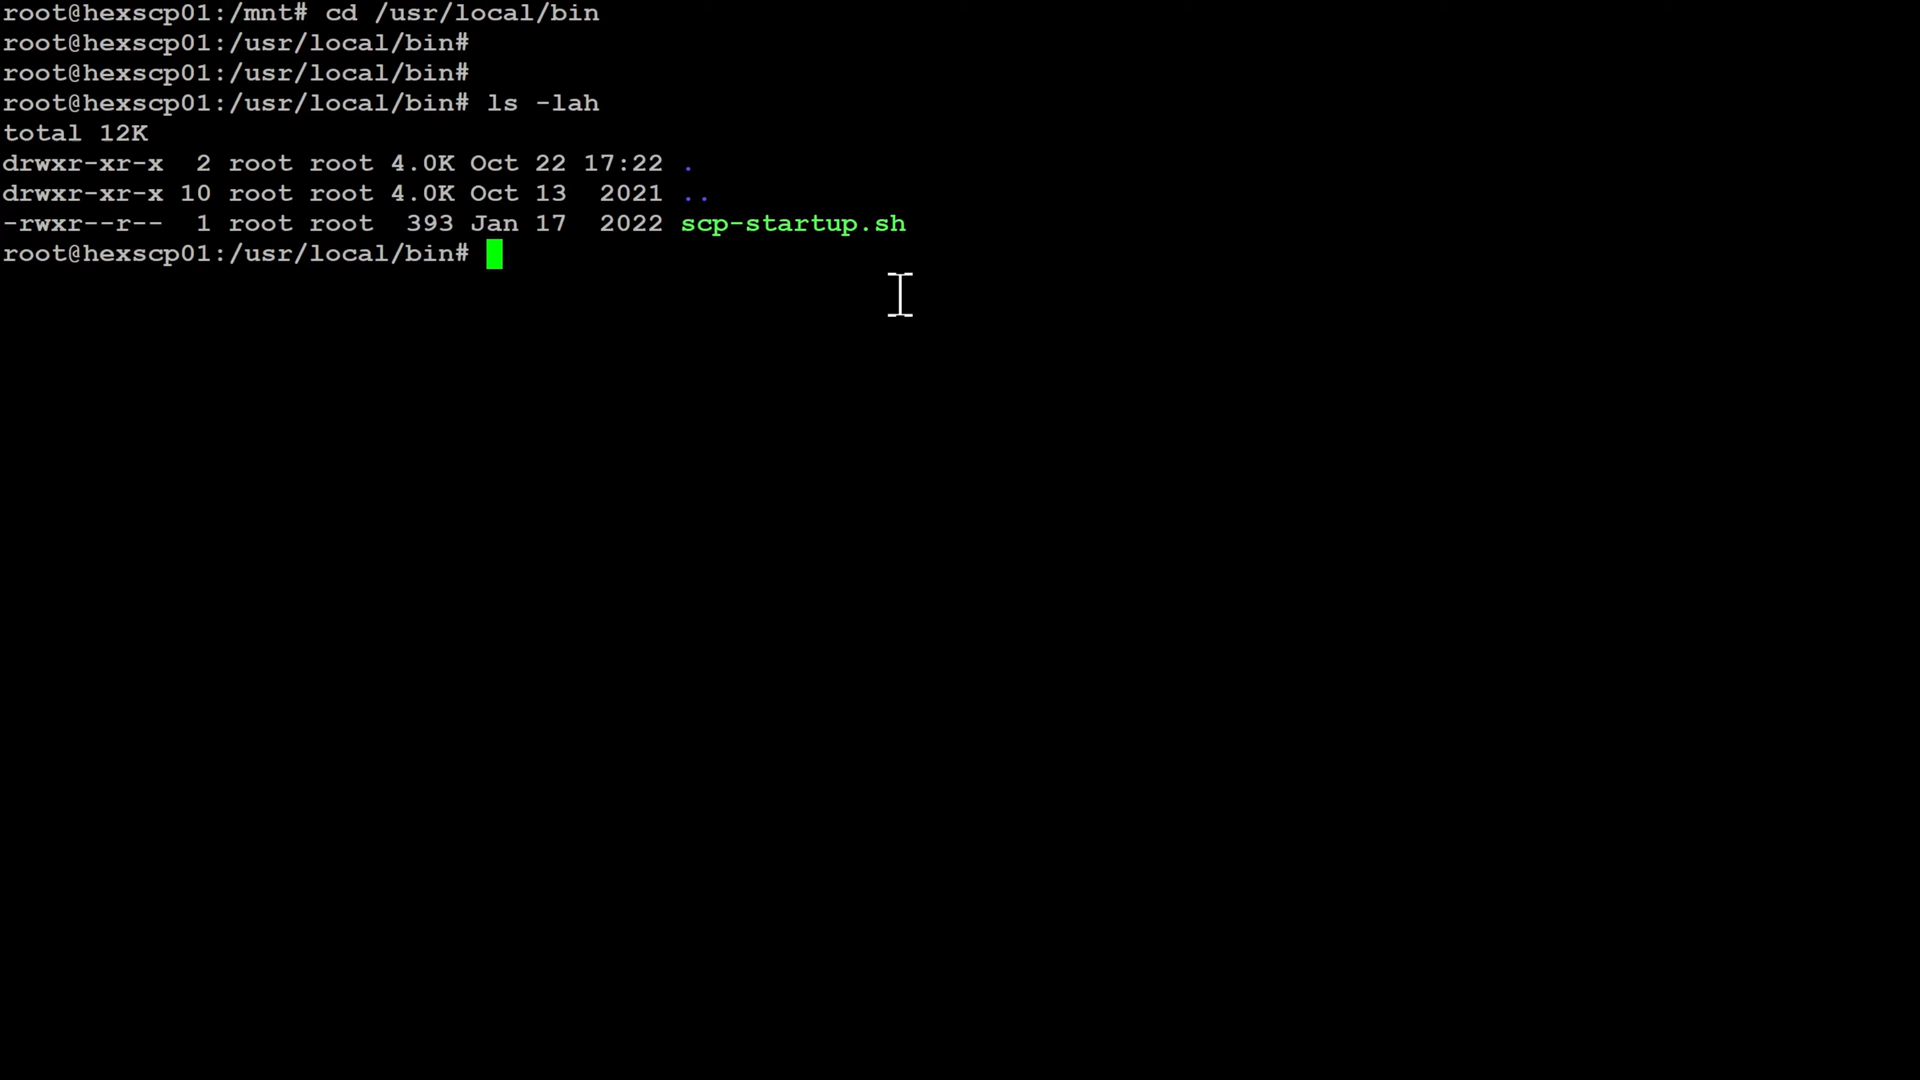 root@hexscp01:/mnt# cd /usr/local/bin
root@hexscp01:/usr/local/bin#
root@hexscp01:/usr/local/bin#
root@hexscp01:/usr/local/bin# ls -lah
total 12K
drwxr-xr-x  2 root root 4.0K Oct 22 17:22 .
drwxr-xr-x 10 root root 4.0K Oct 13  2021 ..
-rwxr--r--  1 root root  393 Jan 17  2022 scp-startup.sh
root@hexscp01:/usr/local/bin#